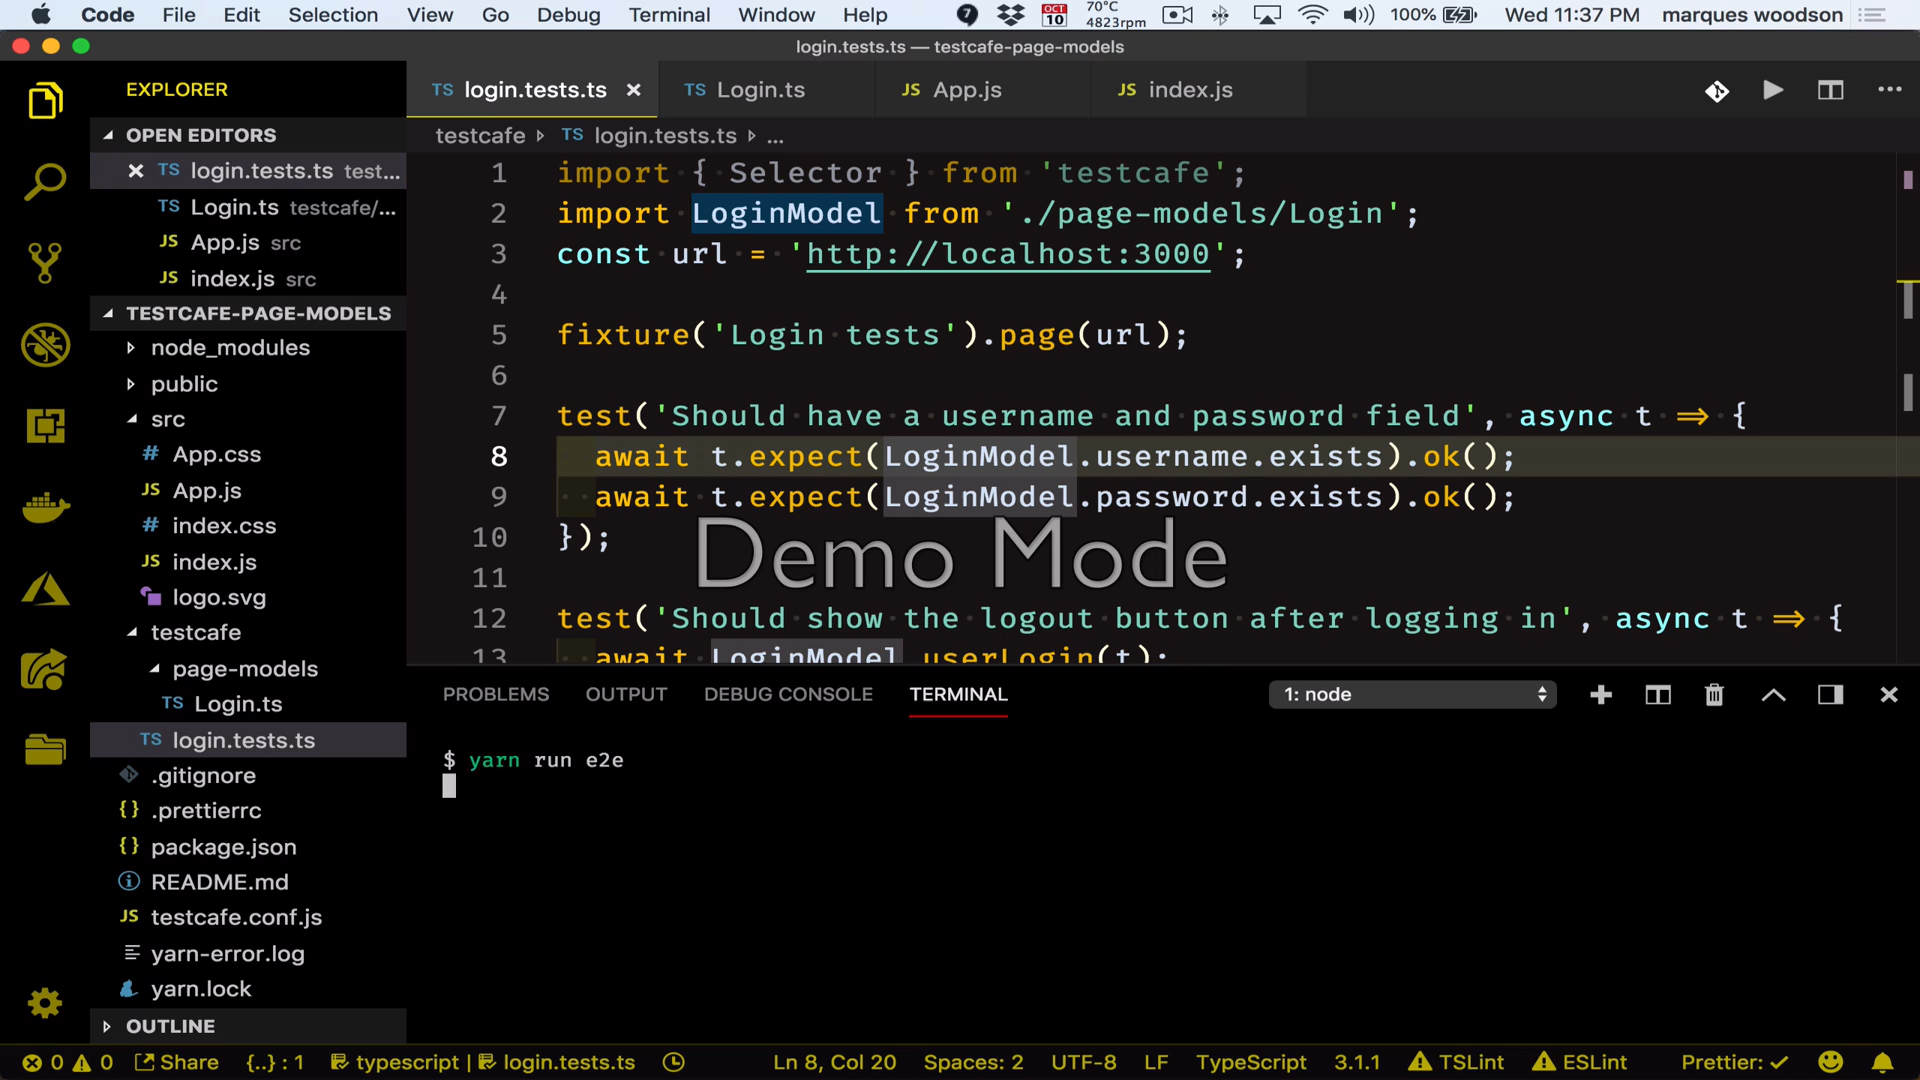 Code File Edit Selection View Go Debug Terminal Window Help 7 OCT 10 70°C 4823rpm 100% Wed 11:37 PM marques woodson
login.tests.ts — testcafe-page-models
EXPLORER
OPEN EDITORS
TS login.tests.ts test...
TS Login.ts testcafe/...
JS App.js src
JS index.js src
TESTCAFE-PAGE-MODELS
node_modules
public
src
# App.css
JS App.js
# index.css
JS index.js
logo.svg
testcafe
page-models
TS Login.ts
TS login.tests.ts
.gitignore
{} .prettierrc
{} package.json
README.md
JS testcafe.conf.js
yarn-error.log
yarn.lock
OUTLINE
TS login.tests.ts TS Login.ts JS App.js JS index.js
testcafe TS login.tests.ts ...
1 import { Selector } from 'testcafe';
2 import LoginModel from './page-models/Login';
3 const url = 'http://localhost:3000';
4
5 fixture('Login tests').page(url);
6
7 test('Should have a username and password field', async t => {
8 await t.expect(LoginModel.username.exists).ok();
9 await t.expect(LoginModel.password.exists).ok();
10 });
Demo Mode
11
12 test('Should show the logout button after logging in', async t => {
13 await LoginModel.userLogin(t);
PROBLEMS OUTPUT DEBUG CONSOLE TERMINAL 1: node
$ yarn run e2e
0 0 Share {..} : 1 typescript | login.tests.ts Ln 8, Col 20 Spaces: 2 UTF-8 LF TypeScript 3.1.1 TSLint ESLint Prettier: ✓